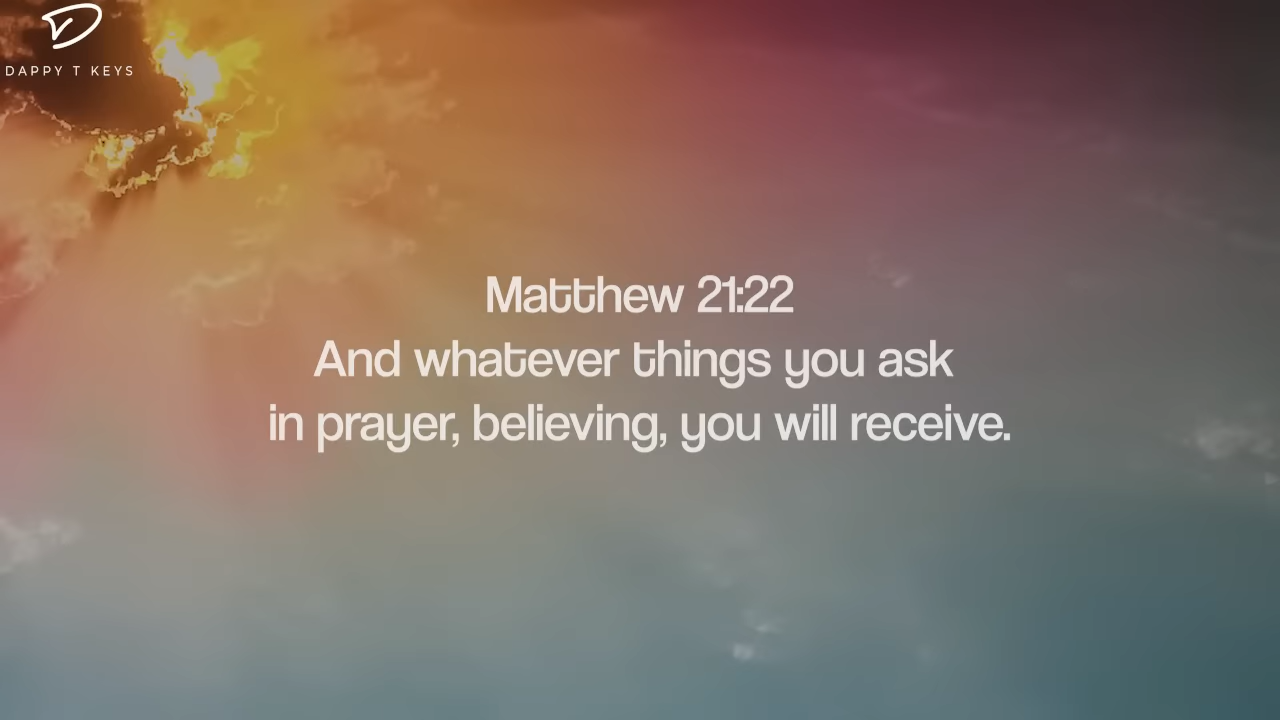 DAPPY T KEYS
Matthew 21:22
And whatever things you ask
in prayer, believing, you will receive.